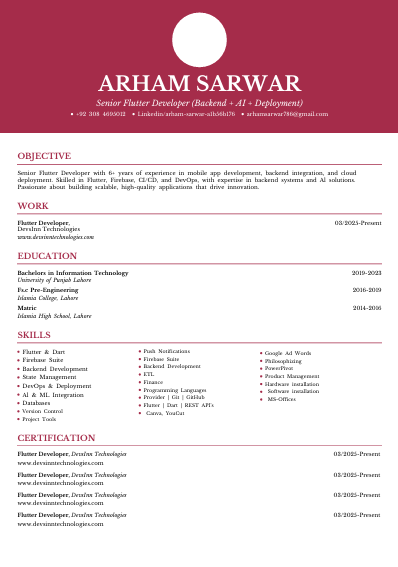 ARHAM SARWAR
Senior Flutter Developer (Backend + AI + Deployment)
• +92 308 4695012 • Linkedin/arham-sarwar-a1b56b176 • arhamsarwar786@gmail.com
OBJECTIVE
Senior Flutter Developer with 6+ years of experience in mobile app development, backend integration, and cloud
deployment. Skilled in Flutter, Firebase, CI/CD, and DevOps, with expertise in backend systems and AI solutions.
Passionate about building scalable, high-quality applications that drive innovation.
WORK
Flutter Developer, 03/2025-Present
DevsInn Technologies
www.devsinntechnologies.com
EDUCATION
Bachelors in Information Technology 2019-2023
University of Punjab Lahore
Fs.c Pre-Engineering 2016-2019
Islamia College, Lahore
Matric 2014-2016
Islamia High School, Lahore
SKILLS
• Flutter & Dart
• Firebase Suite
• Backend Development
• State Management
• DevOps & Deployment
• AI & ML Integration
• Databases
• Version Control
• Project Tools
• Push Notifications
• Firebase Suite
• Backend Development
• ETL
• Finance
• Programming Languages
• Provider | Git | GitHub
• Flutter | Dart | REST API's
• Canva, YouCut
• Google Ad Words
• Philosophizing
• PowerPivot
• Product Management
• Hardware installation
• Software installation
• MS-Offices
CERTIFICATION
Flutter Developer, DevsInn Technologies 03/2025-Present
www.devsinntechnologies.com
Flutter Developer, DevsInn Technologies 03/2025-Present
www.devsinntechnologies.com
Flutter Developer, DevsInn Technologies 03/2025-Present
www.devsinntechnologies.com
Flutter Developer, DevsInn Technologies 03/2025-Present
www.devsinntechnologies.com